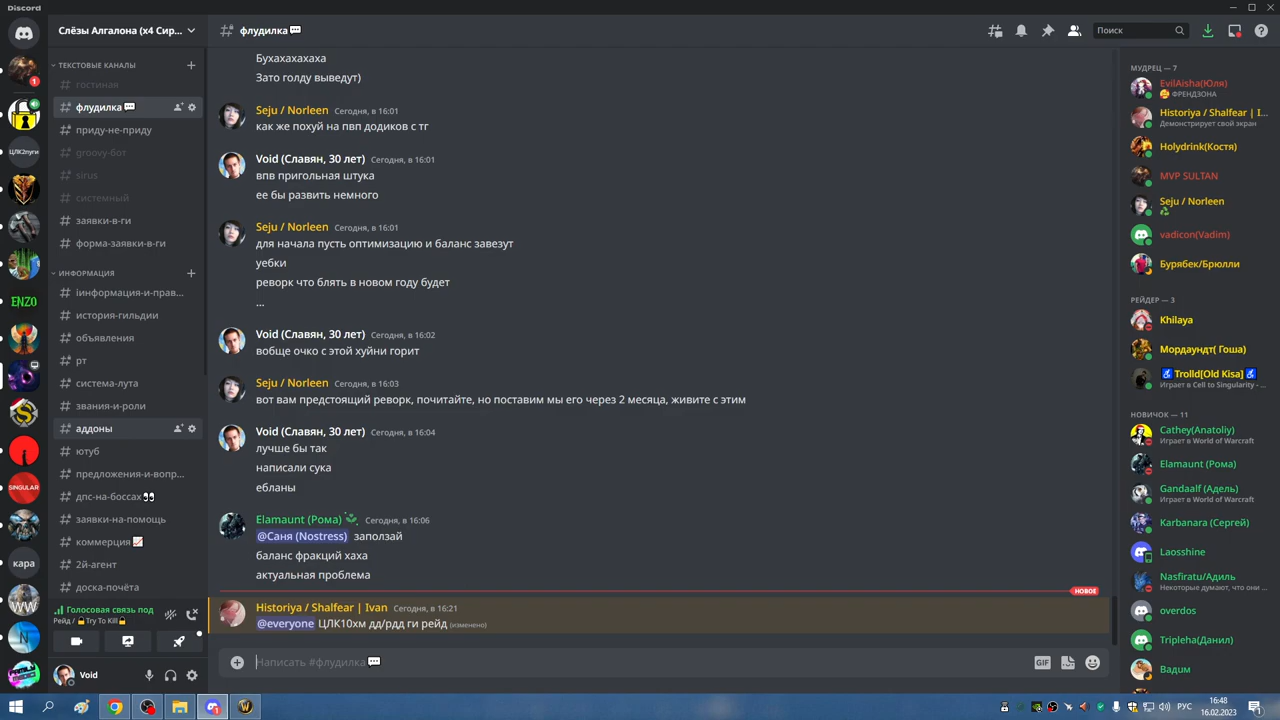 Discord
Слёзы Алгалона (x4 Сир...
флудилка
Поиск
ТЕКСТОВЫЕ КАНАЛЫ
гостиная
флудилка
приду-не-приду
groovy-бот
sirus
системный
заявки-в-ги
форма-заявки-в-ги
ИНФОРМАЦИЯ
информация-и-прав...
история-гильдии
объявления
рт
система-лута
звания-и-роли
аддоны
ютуб
предложения-и-вопр...
дпс-на-боссах
заявки-на-помощь
коммерция
2й-агент
доска-почёта
1
ЦЛК2пуги
ENZO
SINGULAR
кара
WW
Голосовая связь под
Рейд / Try To Kill
Void
Бухахахахаха
Зато голду выведут)
Seju / Norleen Сегодня, в 16:01
как же похуй на пвп додиков с тг
Void (Славян, 30 лет) Сегодня, в 16:01
впв пригольная штука
ее бы развить немного
Seju / Norleen Сегодня, в 16:01
для начала пусть оптимизацию и баланс завезут
уебки
реворк что блять в новом году будет
...
Void (Славян, 30 лет) Сегодня, в 16:02
вобще очко с этой хуйни горит
Seju / Norleen Сегодня, в 16:03
вот вам предстоящий реворк, почитайте, но поставим мы его через 2 месяца, живите с этим
Void (Славян, 30 лет) Сегодня, в 16:04
лучше бы так
написали сука
ебланы
Elamaunt (Рома) Сегодня, в 16:06
@Саня (Nostress) заползай
баланс фракций хаха
актуальная проблема
НОВОЕ
Historiya / Shalfear | Ivan Сегодня, в 16:21
@everyone ЦЛК10хм дд/рдд ги рейд (изменено)
Написать #флудилка
GIF
МУДРЕЦ — 7
EvilAisha(Юля)
ФРЕНДЗОНА
Historiya / Shalfear | I...
Демонстрирует свой экран
Holydrink(Костя)
MVP SULTAN
Seju / Norleen
vadicon(Vadim)
Бурябек/Брюлли
РЕЙДЕР — 3
Khilaya
Мордаундт( Гоша)
Trolld[Old Kisa]
Играет в Cell to Singularity - ...
НОВИЧОК — 11
Cathey(Anatoliy)
Играет в World of Warcraft
Elamaunt (Рома)
Gandaalf (Адель)
Играет в World of Warcraft
Karbanara (Сергей)
Laosshine
Nasfiratu/Адиль
Некоторые думают, что они ...
overdos
Tripleha(Данил)
Вадим
РУС
16:48
16.02.2023
1